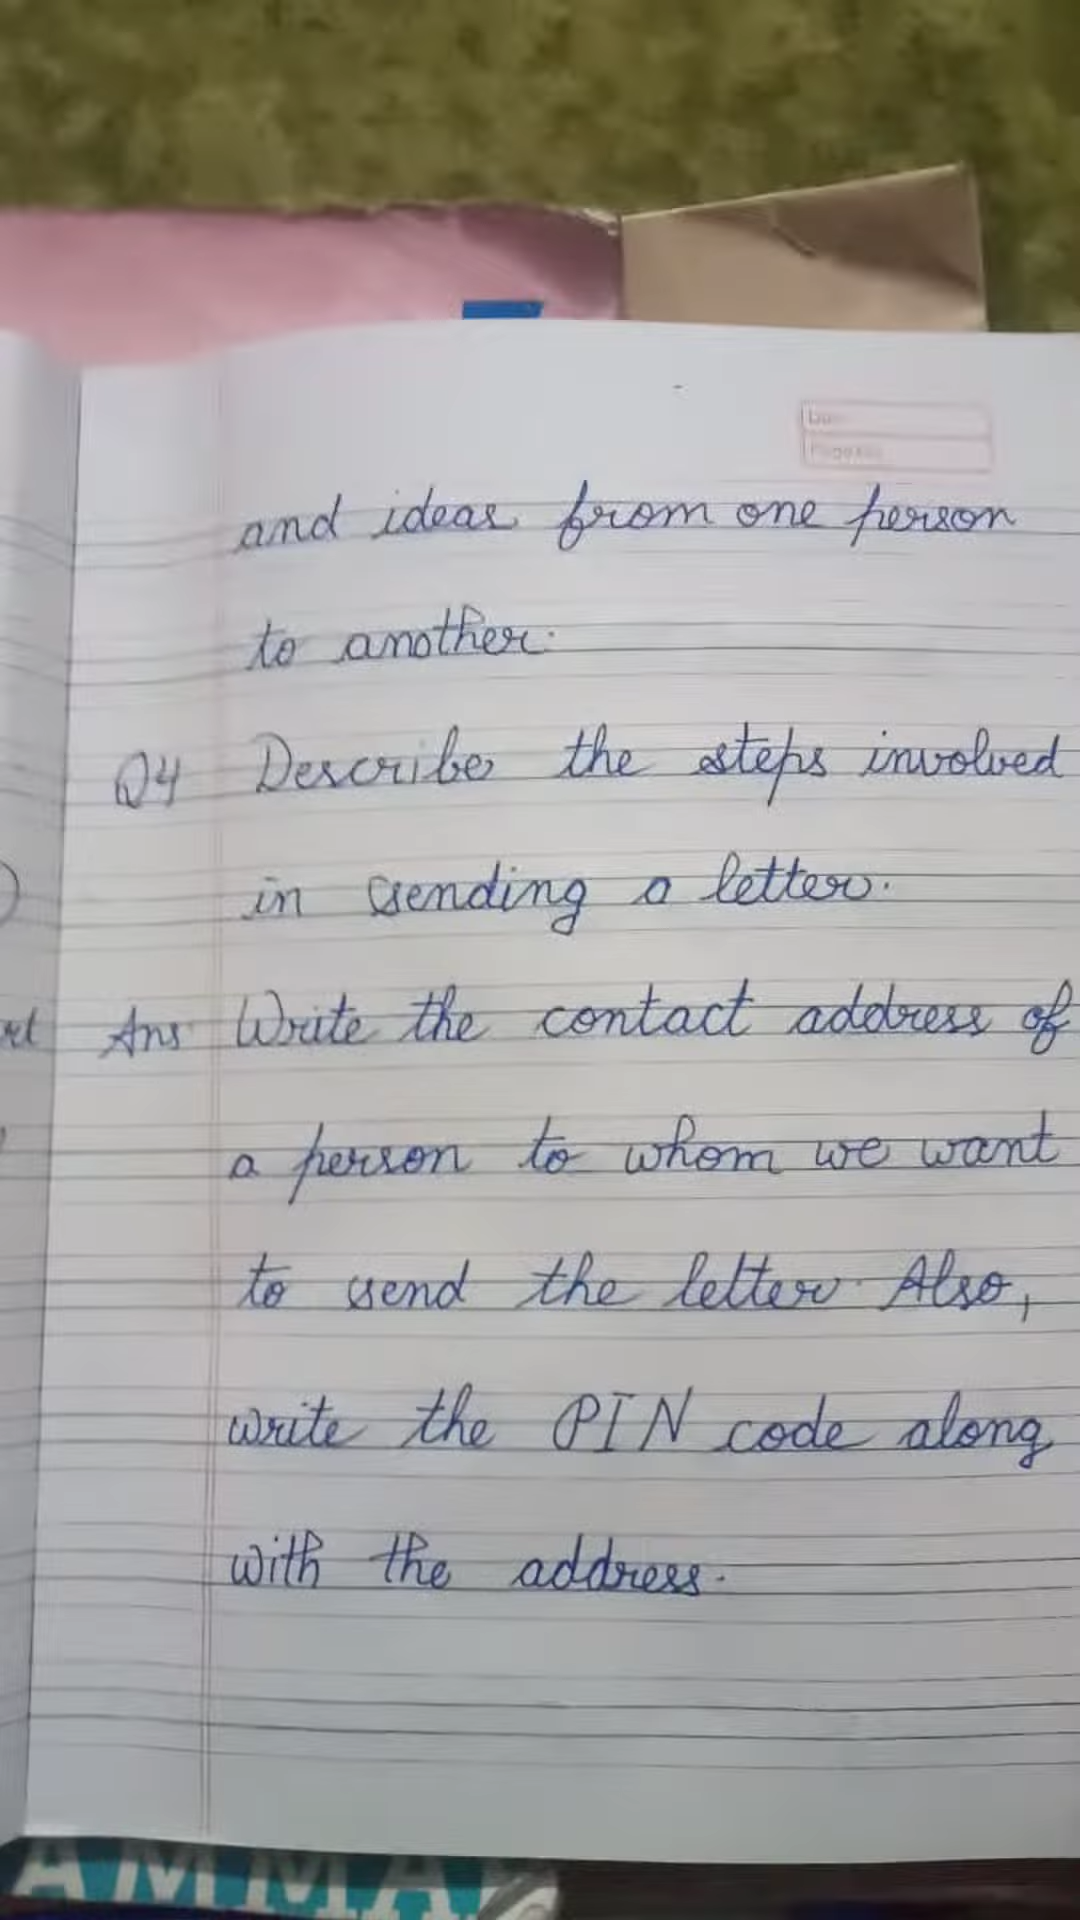 and ideas from one person
to another.
Q4 Describe the steps involved
in sending a letter.
Ans Write the contact address of
a person to whom we want
to send the letter. Also,
write the PIN code along
with the address.
AMMA